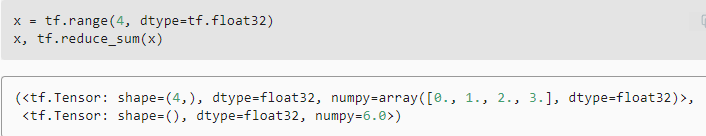 x = tf.range(4, dtype=tf.float32)
x, tf.reduce_sum(x)
(<tf.Tensor: shape=(4,), dtype=float32, numpy=array([0., 1., 2., 3.], dtype=float32)>,
 <tf.Tensor: shape=(), dtype=float32, numpy=6.0>)